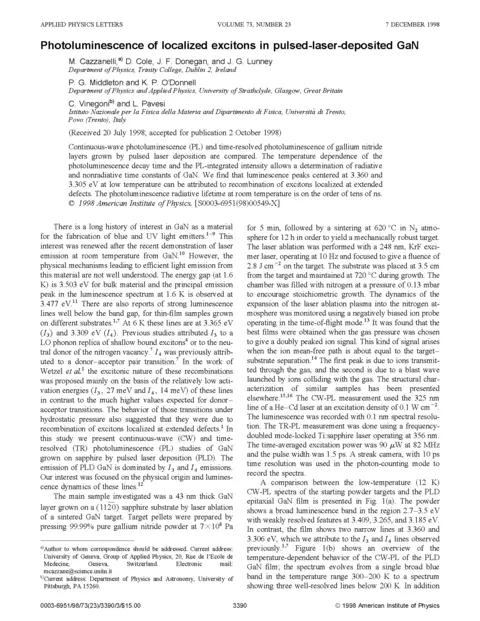 APPLIED PHYSICS LETTERS VOLUME 73, NUMBER 23 7 DECEMBER 1998
Photoluminescence of localized excitons in pulsed-laser-deposited GaN
M. Cazzanelli,a) D. Cole, J. F. Donegan, and J. G. Lunney
Department of Physics, Trinity College, Dublin 2, Ireland
P. G. Middleton and K. P. O'Donnell
Department of Physics and Applied Physics, University of Strathclyde, Glasgow, Great Britain
C. Vinegonib) and L. Pavesi
Istituto Nazionale per la Fisica della Materia and Dipartimento di Fisica, Università di Trento,
Povo (Trento), Italy
(Received 20 July 1998; accepted for publication 2 October 1998)
Continuous-wave photoluminescence (PL) and time-resolved photoluminescence of gallium nitride
layers grown by pulsed laser deposition are compared. The temperature dependence of the
photoluminescence decay time and the PL-integrated intensity allows a determination of radiative
and nonradiative time constants of GaN. We find that luminescence peaks centered at 3.360 and
3.305 eV at low temperature can be attributed to recombination of excitons localized at extended
defects. The photoluminescence radiative lifetime at room temperature is on the order of tens of ns.
© 1998 American Institute of Physics. [S0003-6951(98)00549-X]
There is a long history of interest in GaN as a material
for the fabrication of blue and UV light emitters.1–9 This
interest was renewed after the recent demonstration of laser
emission at room temperature from GaN.10 However, the
physical mechanisms leading to efficient light emission from
this material are not well understood. The energy gap (at 1.6
K) is 3.503 eV for bulk material and the principal emission
peak in the luminescence spectrum at 1.6 K is observed at
3.477 eV.11 There are also reports of strong luminescence
lines well below the band gap, for thin-film samples grown
on different substrates.1,7 At 6 K these lines are at 3.365 eV
(I3) and 3.309 eV (I4). Previous studies attributed I3 to a
LO phonon replica of shallow bound excitons6 or to the neu-
tral donor of the nitrogen vacancy.7 I4 was previously attrib-
uted to a donor–acceptor pair transition.7 In the work of
Wetzel et al.1 the excitonic nature of these recombinations
was proposed mainly on the basis of the relatively low acti-
vation energies (I3, 27 meV and I4, 14 meV) of these lines
in contrast to the much higher values expected for donor–
acceptor transitions. The behavior of those transitions under
hydrostatic pressure also suggested that they were due to
recombination of excitons localized at extended defects.1 In
this study we present continuous-wave (CW) and time-
resolved (TR) photoluminescence (PL) studies of GaN
grown on sapphire by pulsed laser deposition (PLD). The
emission of PLD GaN is dominated by I3 and I4 emissions.
Our interest was focused on the physical origin and lumines-
cence dynamics of these lines.12
The main sample investigated was a 43 nm thick GaN
layer grown on a (112̄0) sapphire substrate by laser ablation
of a sintered GaN target. Target pellets were prepared by
pressing 99.99% pure gallium nitride powder at 7×108 Pa
a)Author to whom correspondence should be addressed. Current address:
University of Geneva, Group of Applied Physics, 20, Rue de l'Ecole de
Medecine, Geneva, Switzerland. Electronic mail:
mcazzane@science.unitn.it
b)Current address: Department of Physics and Astronomy, University of
Pittsburgh, PA 15260.
for 5 min, followed by a sintering at 620 °C in N2 atmo-
sphere for 12 h in order to yield a mechanically robust target.
The laser ablation was performed with a 248 nm, KrF exci-
mer laser, operating at 10 Hz and focused to give a fluence of
2.8 J cm−2 on the target. The substrate was placed at 3.5 cm
from the target and maintained at 720 °C during growth. The
chamber was filled with nitrogen at a pressure of 0.13 mbar
to encourage stoichiometric growth. The dynamics of the
expansion of the laser ablation plasma into the nitrogen at-
mosphere was monitored using a negatively biased ion probe
operating in the time-of-flight mode.13 It was found that the
best films were obtained when the gas pressure was chosen
to give a doubly peaked ion signal. This kind of signal arises
when the ion mean-free path is about equal to the target–
substrate separation.14 The first peak is due to ions transmit-
ted through the gas, and the second is due to a blast wave
launched by ions colliding with the gas. The structural char-
acterization of similar samples has been presented
elsewhere.15,16 The CW-PL measurement used the 325 nm
line of a He–Cd laser at an excitation density of 0.1 W cm−2.
The luminescence was recorded with 0.1 nm spectral resolu-
tion. The TR-PL measurement was done using a frequency-
doubled mode-locked Ti:sapphire laser operating at 356 nm.
The time-averaged excitation power was 90 μW at 82 MHz
and the pulse width was 1.5 ps. A streak camera, with 10 ps
time resolution was used in the photon-counting mode to
record the spectra.
A comparison between the low-temperature (12 K)
CW-PL spectra of the starting powder targets and the PLD
epitaxial GaN film is presented in Fig. 1(a). The powder
shows a broad luminescence band in the region 2.7–3.5 eV
with weakly resolved features at 3.409, 3.265, and 3.185 eV.
In contrast, the film shows two narrow lines at 3.360 and
3.306 eV, which we attribute to the I3 and I4 lines observed
previously.1,7 Figure 1(b) shows an overview of the
temperature-dependent behavior of the CW-PL of the PLD
GaN film; the spectrum evolves from a single broad blue
band in the temperature range 300–200 K to a spectrum
showing three well-resolved lines below 200 K. In addition
0003-6951/98/73(23)/3390/3/$15.00 3390 © 1998 American Institute of Physics